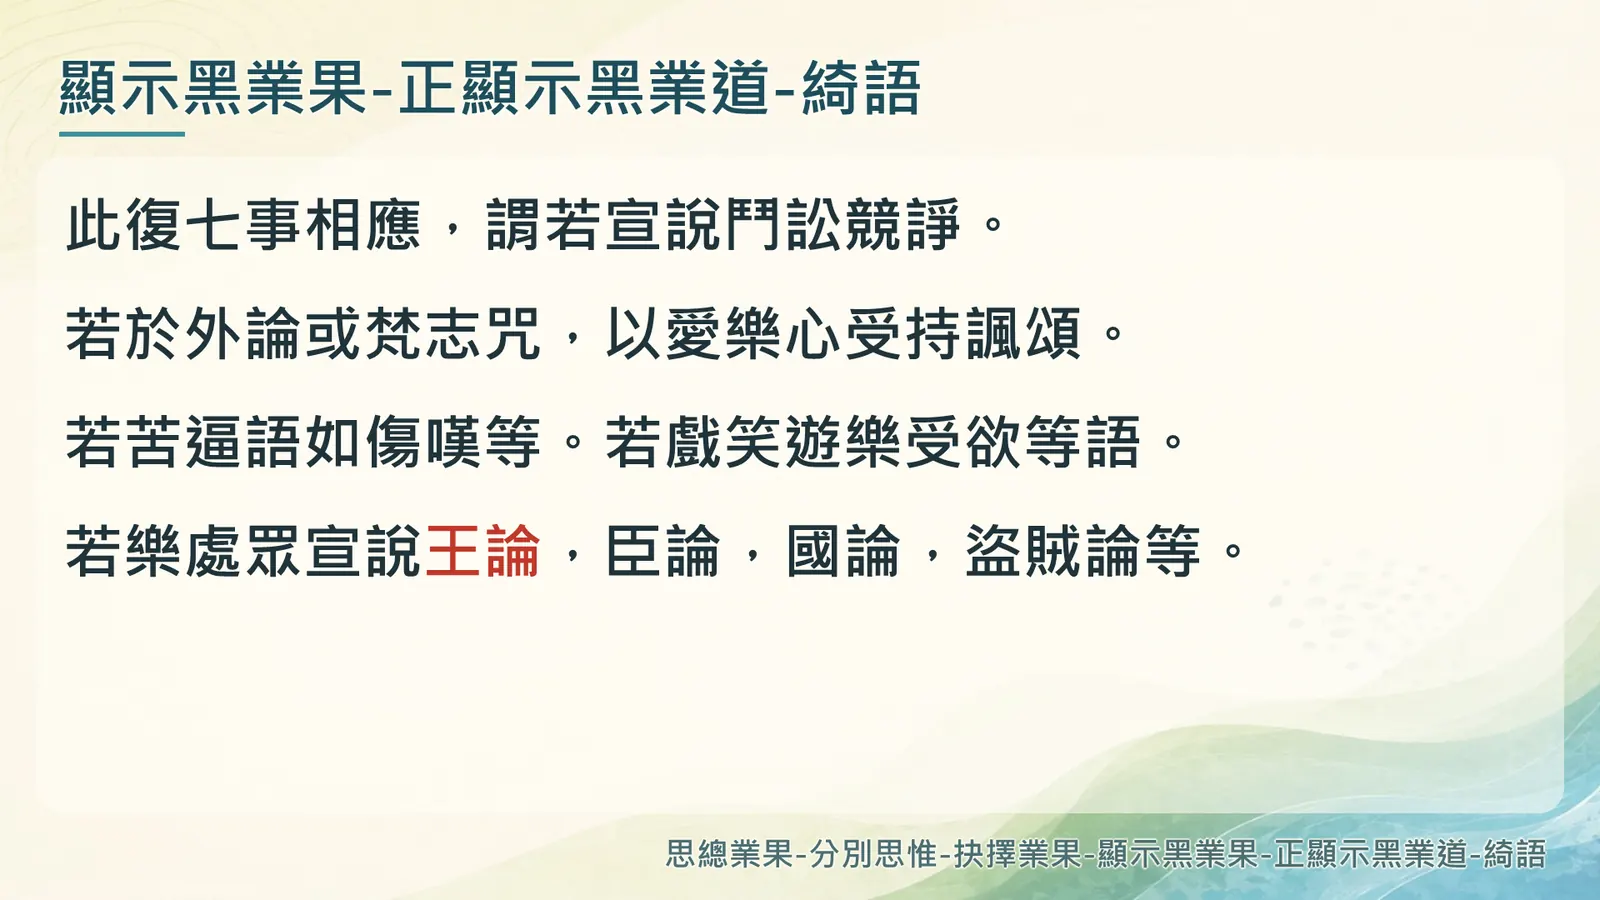 顯示黑業果-正顯示黑業道-綺語
此復七事相應，謂若宣說鬥訟競諍。
若於外論或梵志咒，以愛樂心受持諷頌。
若苦逼語如傷嘆等。若戲笑遊樂受欲等語。
若樂處眾宣說王論，臣論，國論，盜賊論等。
思總業果-分別思惟-抉擇業果-顯示黑業果-正顯示黑業道-綺語